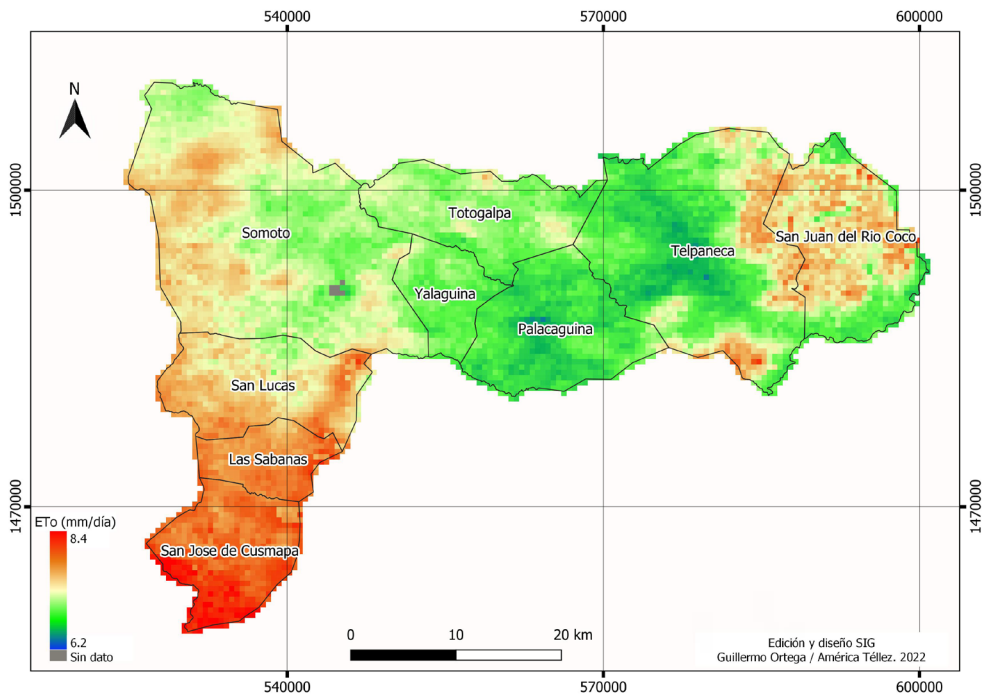 540000 570000 600000
N
1500000 1500000
Totogalpa
Somoto
San Juan del Rio Coco
Telpaneca
Yalaguina
Palacaguina
San Lucas
Las Sabanas
1470000 1470000
ETo (mm/día)
8.4
San Jose de Cusmapa
0 10 20 km
6.2
Sin dato
Edición y diseño SIG
Guillermo Ortega / América Téllez. 2022
540000 570000 600000